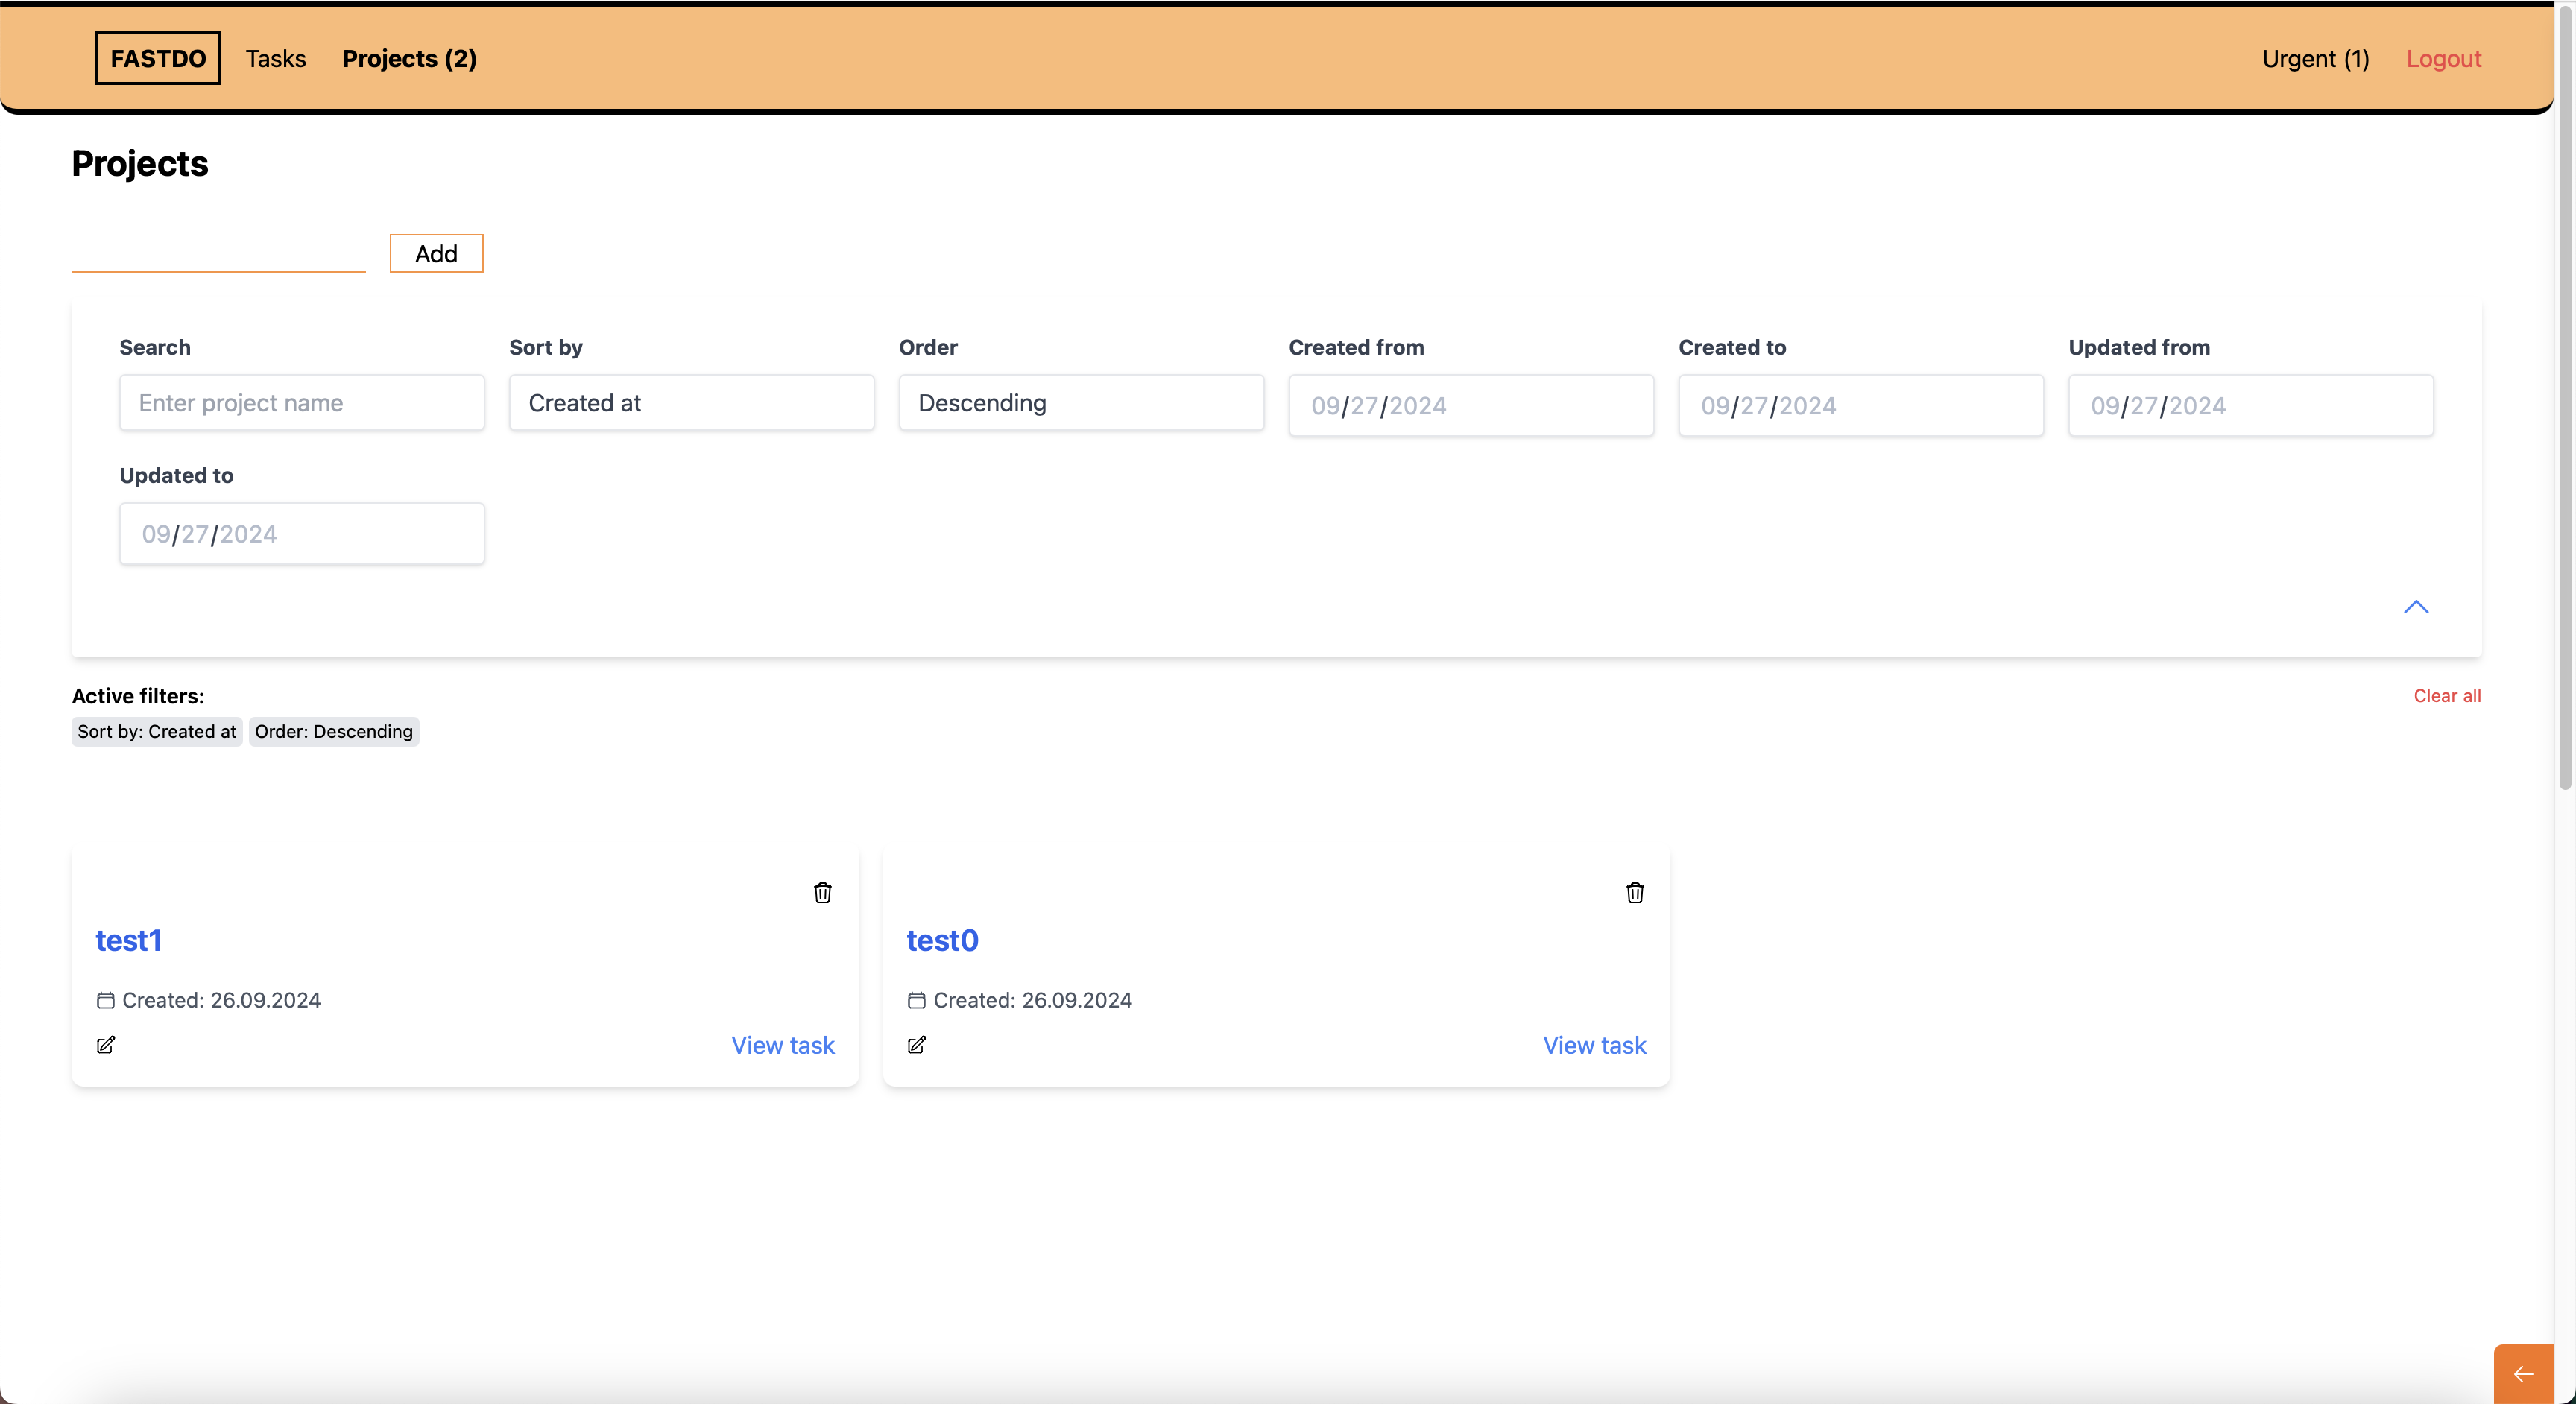 FASTDO Tasks Projects (2) Urgent (1) Logout
Projects
Add
Search Sort by Order Created from Created to Updated from
Enter project name Created at Descending 09/27/2024 09/27/2024 09/27/2024
Updated to
09/27/2024
Active filters: Clear all
Sort by: Created at Order: Descending
test1 test0
Created: 26.09.2024 Created: 26.09.2024
View task View task